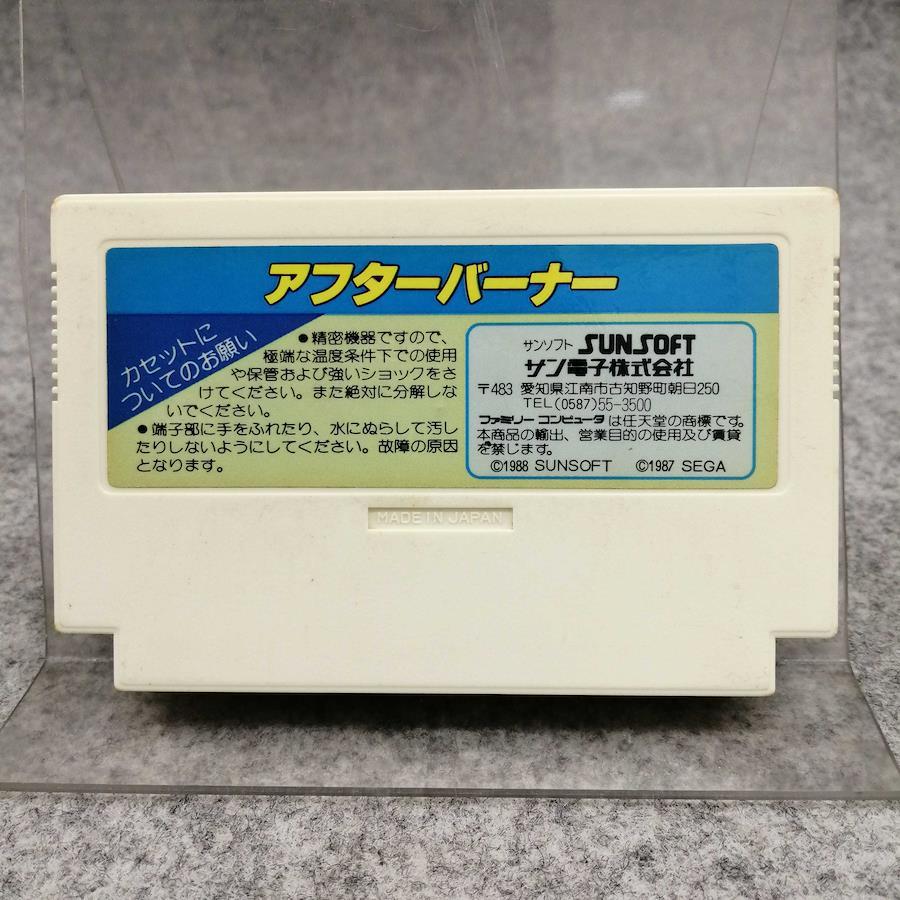 アフターバーナー
カセットに
ついてのお願い
●精密機器ですので、
極端な温度条件下での使用
や保管および強いショックをさ
けてください。また絶対に分解しな
いでください。
●端子部に手をふれたり、水にぬらして汚し
たりしないようにしてください。故障の原因
となります。
サンソフト SUNSOFT
サン電子株式会社
〒483 愛知県江南市古知野町朝日250
TEL(0587)55-3500
ファミリーコンピュータは任天堂の商標です。
本商品の輸出、営業目的の使用及び賃貸
を禁じます。
©1988 SUNSOFT ©1987 SEGA
MADE IN JAPAN